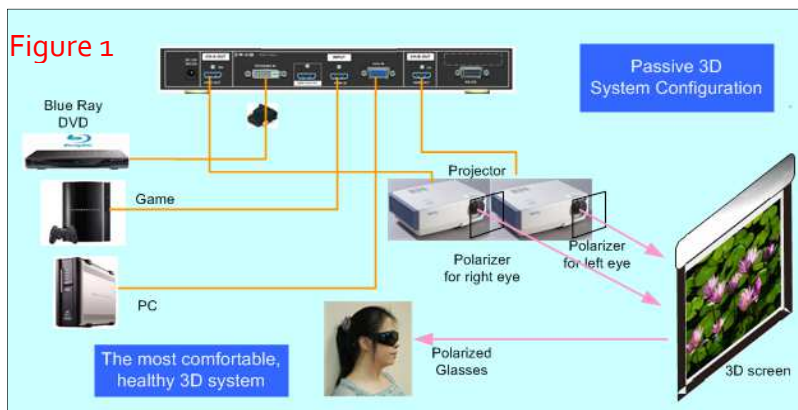 Figure 1
Passive 3D
System Configuration
INPUT
Blue Ray
DVD
Game
PC
Projector
Polarizer
for right eye
Polarizer
for left eye
Polarized
Glasses
3D screen
The most comfortable,
healthy 3D system